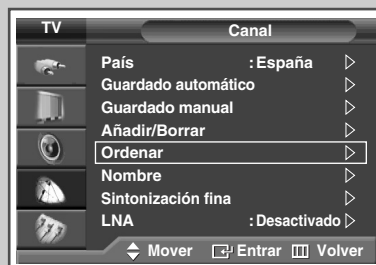 TV Canal
País : España
Guardado automático
Guardado manual
Añadir/Borrar
Ordenar
Nombre
Sintonización fina
LNA : Desactivado
Mover Entrar Volver